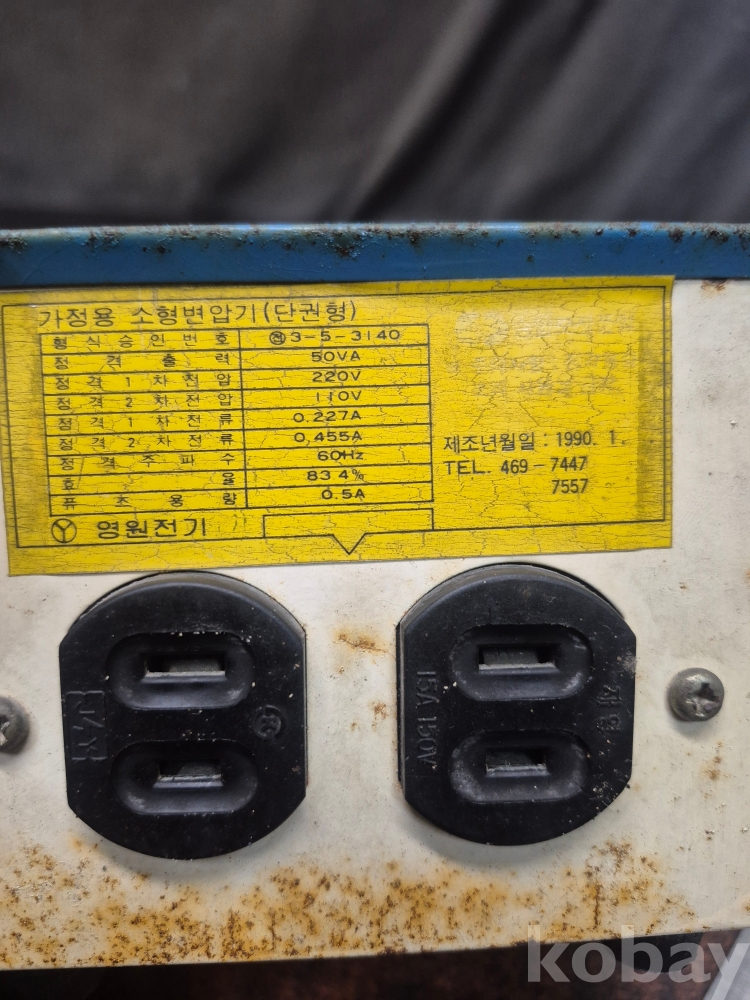 가정용 소형변압기(단권형)
형식승인번호 전 3-5-3140
정격출력 50VA
정격1차전압 220V
정격2차전압 110V
정격1차전류 0.227A
정격2차전류 0.455A
정격주파수 60Hz
효율 83.4%
퓨즈용량 0.5A
영원전기
제조년월일 : 1990. 1.
TEL. 469-7447
7557
15A 150V
제일
kobay